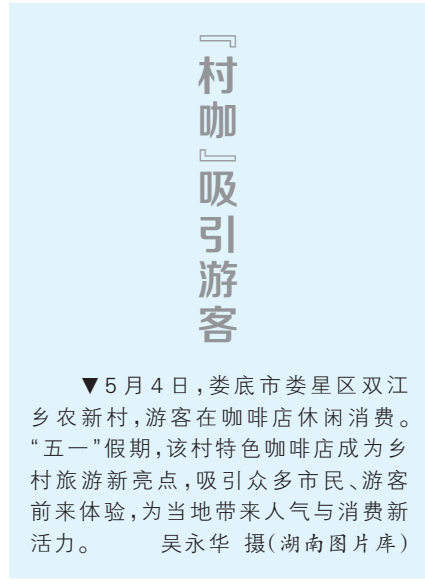 『村咖』吸引游客
▼5月4日,娄底市娄星区双江
乡农新村,游客在咖啡店休闲消费。
“五一”假期,该村特色咖啡店成为乡
村旅游新亮点,吸引众多市民、游客
前来体验,为当地带来人气与消费新
活力。 吴永华 摄(湖南图片库)